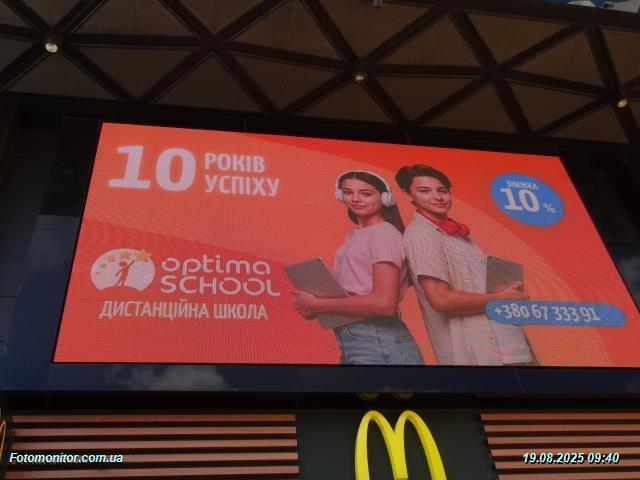 10 РОКІВ
УСПІХУ
ЗНИЖКА
10 %
optima
SCHOOL
ДИСТАНЦІЙНА ШКОЛА
+380 67 333 91
Fotomonitor.com.ua
19.08.2025 09:40